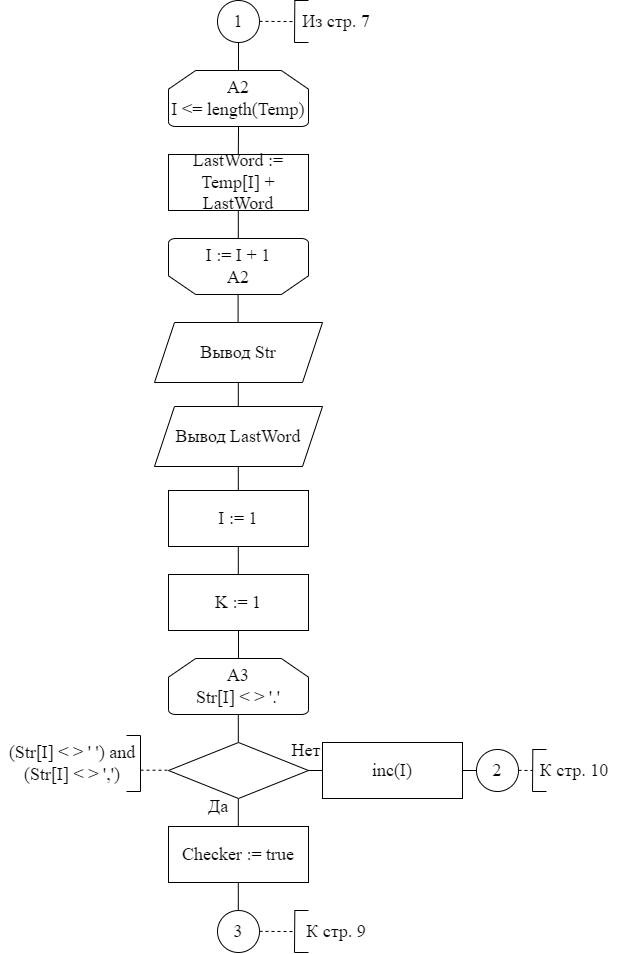 1
Из стр. 7
A2
I <= length(Temp)
LastWord :=
Temp[I] +
LastWord
I := I + 1
A2
Вывод Str
Вывод LastWord
I := 1
K := 1
A3
Str[I] <> '.'
(Str[I] <> ' ') and
(Str[I] <> ',')
Нет
inc(I)
2
К стр. 10
Да
Checker := true
3
К стр. 9